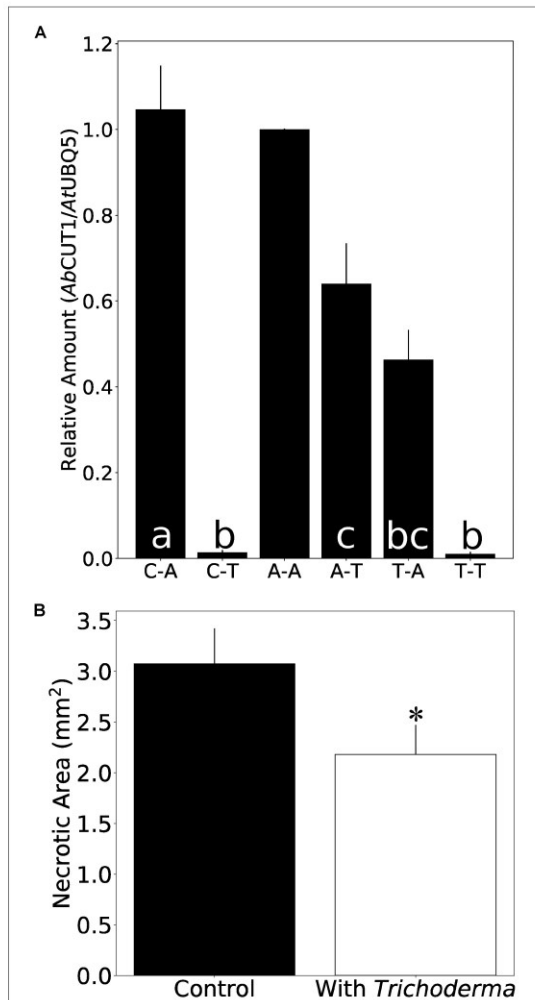 A
Relative Amount (AbCUT1/AtUBQ5)
1.2
1.0
0.8
0.6
0.4
0.2
0.0
a b c bc b
C-A C-T A-A A-T T-A T-T
B
Necrotic Area (mm²)
3.5
3.0
2.5
2.0
1.5
1.0
0.5
0.0
*
Control With Trichoderma